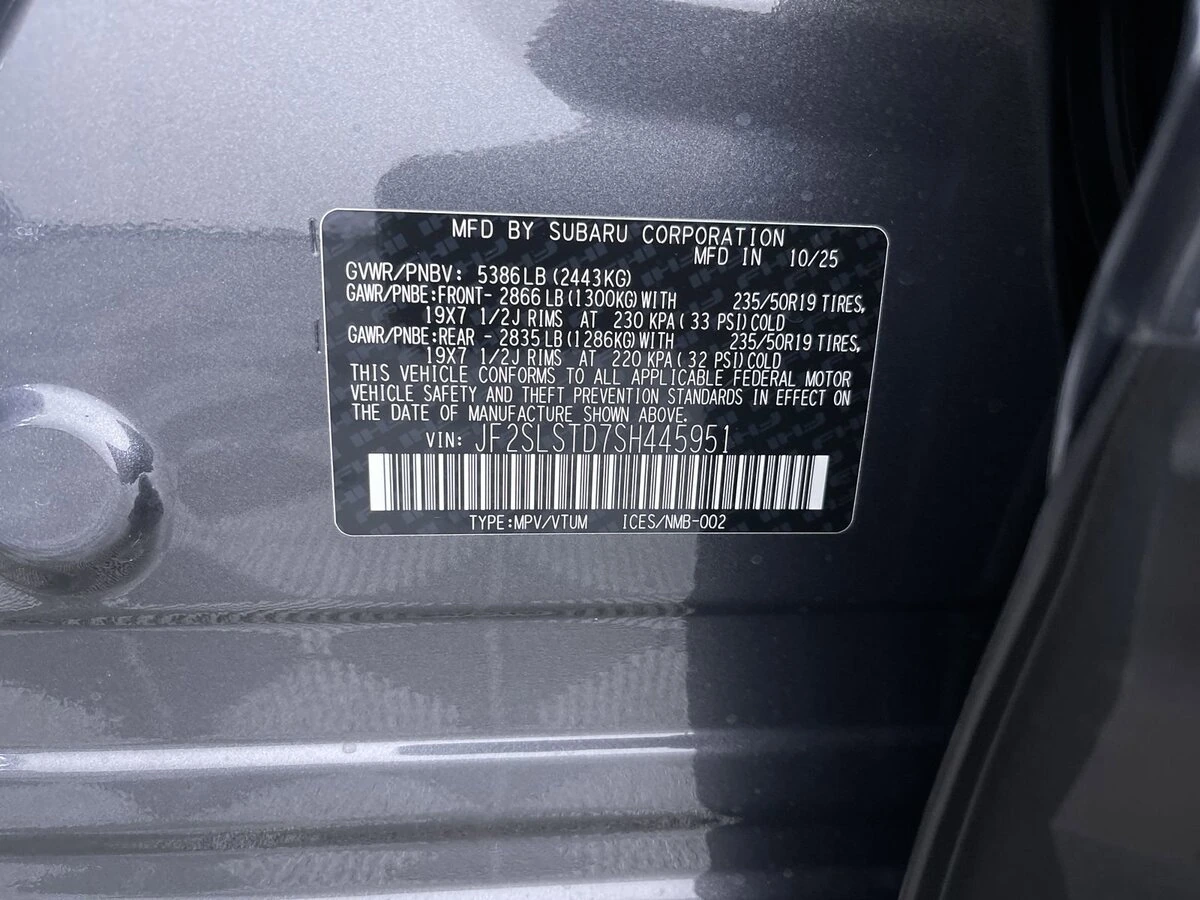 MFD BY SUBARU CORPORATION
MFD IN 10/25
GVWR/PNBV: 5386LB (2443KG)
GAWR/PNBE:FRONT- 2866 LB (1300KG) WITH 235/50R19 TIRES,
19X7 1/2J RIMS AT 230 KPA ( 33 PSI) COLD
GAWR/PNBE:REAR - 2835 LB (1286KG) WITH 235/50R19 TIRES,
19X7 1/2J RIMS AT 220 KPA ( 32 PSI) COLD
THIS VEHICLE CONFORMS TO ALL APPLICABLE FEDERAL MOTOR
VEHICLE SAFETY AND THEFT PREVENTION STANDARDS IN EFFECT ON
THE DATE OF MANUFACTURE SHOWN ABOVE.
VIN: JF2SLSTD7SH445951
TYPE:MPV/VTUM ICES/NMB-002